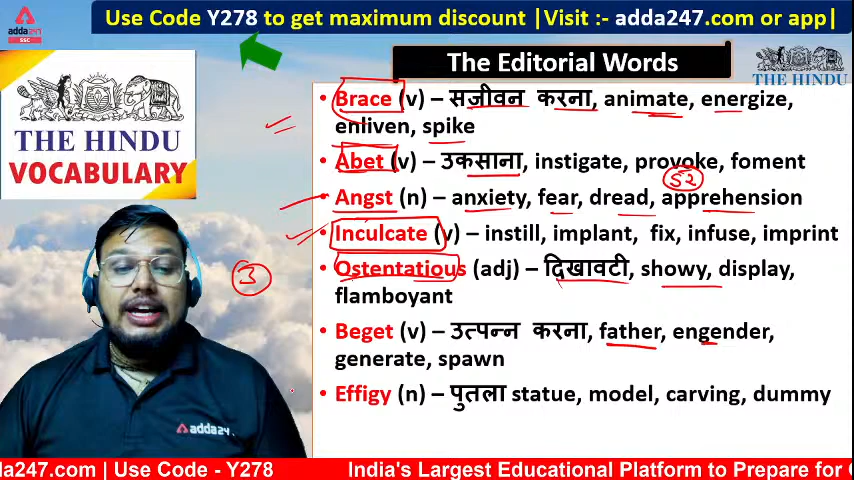 adda247
SSC
Use Code Y278 to get maximum discount |Visit :- adda247.com or app|
The Editorial Words
THE HINDU
THE HINDU
VOCABULARY
• Brace (v) – सजीवन करना, animate, energize,
enliven, spike
• Abet (v) – उकसाना, instigate, provoke, foment
52
• Angst (n) – anxiety, fear, dread, apprehension
• Inculcate (v) – instill, implant, fix, infuse, imprint
3
• Ostentatious (adj) – दिखावटी, showy, display,
flamboyant
• Beget (v) – उत्पन्न करना, father, engender,
generate, spawn
• Effigy (n) – पुतला statue, model, carving, dummy
adda247
da247.com | Use Code - Y278 India's Largest Educational Platform to Prepare for